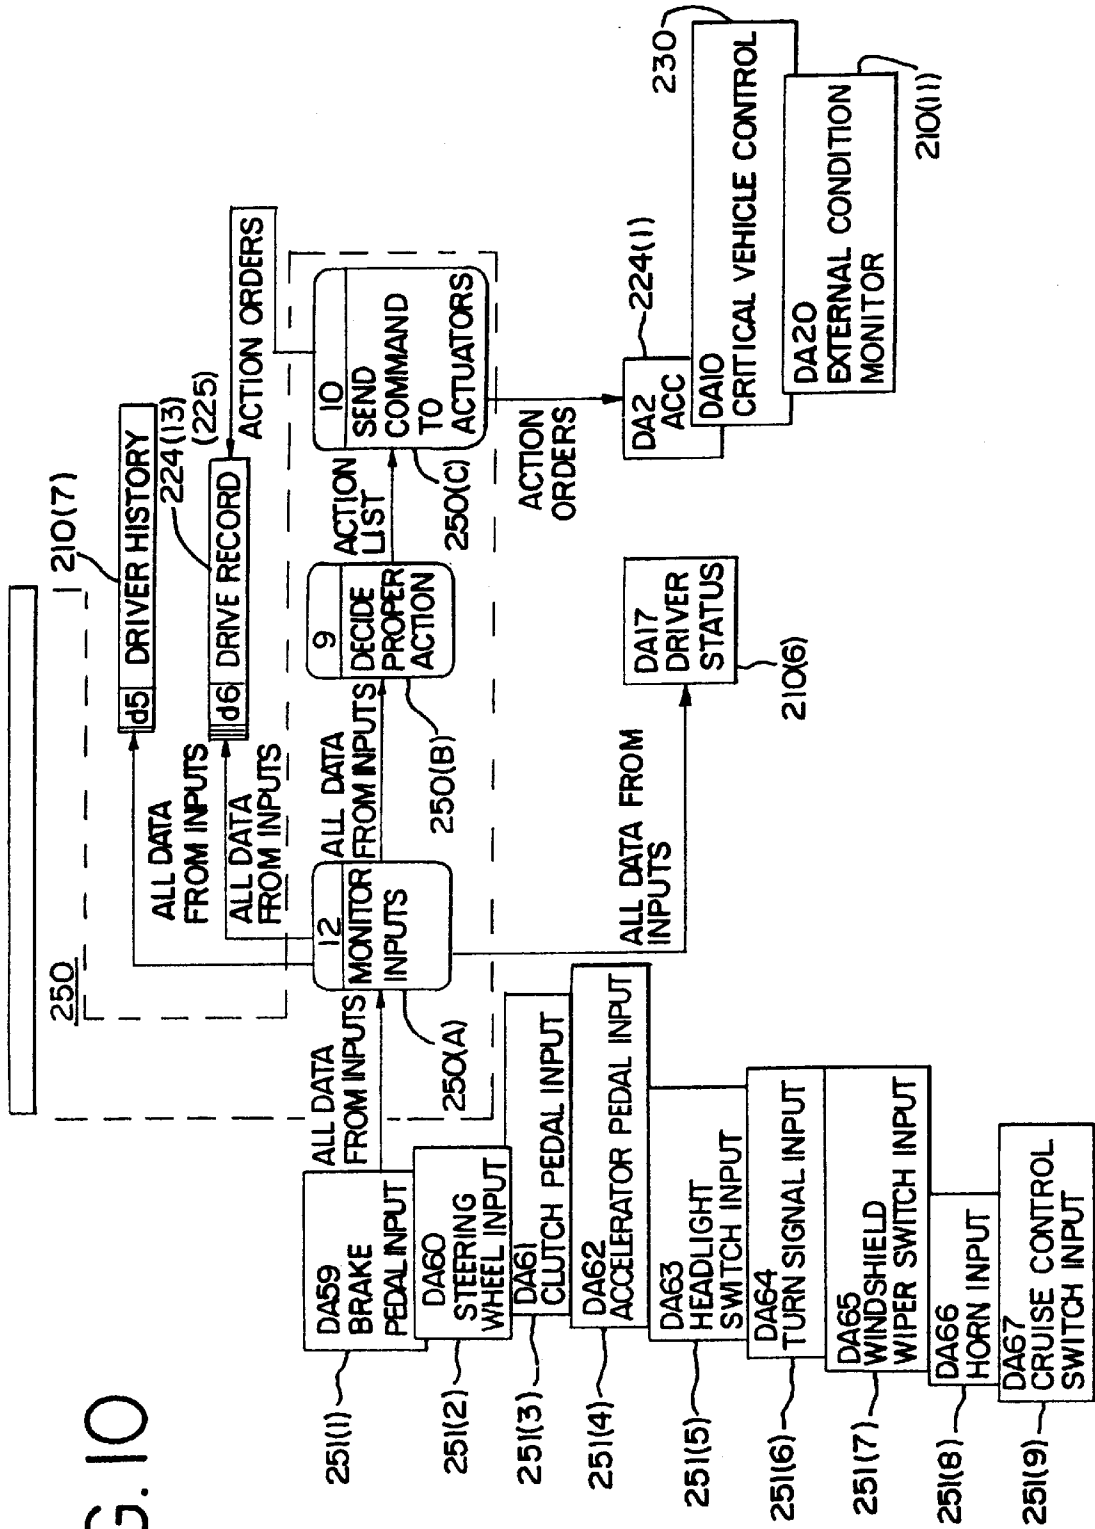 G. 10
250
210(7)
d5 DRIVER HISTORY
224(13)
(225)
d6 DRIVE RECORD
ACTION ORDERS
ALL DATA
FROM INPUTS
ALL DATA
FROM INPUTS
251(1)
DA59
BRAKE
PEDAL INPUT
ALL DATA
FROM INPUTS
12
MONITOR
INPUTS
250(A)
ALL DATA
FROM INPUTS
9
DECIDE
PROPER
ACTION
250(B)
ACTION
LIST
10
SEND
COMMAND
TO
ACTUATORS
250(C)
251(2)
DA60
STEERING
WHEEL INPUT
251(3)
DA61
CLUTCH PEDAL INPUT
251(4)
DA62
ACCELERATOR PEDAL INPUT
251(5)
DA63
HEADLIGHT
SWITCH INPUT
251(6)
DA64
TURN SIGNAL INPUT
251(7)
DA65
WINDSHIELD
WIPER SWITCH INPUT
251(8)
DA66
HORN INPUT
251(9)
DA67
CRUISE CONTROL
SWITCH INPUT
ALL DATA FROM
INPUTS
DA17
DRIVER
STATUS
210(6)
ACTION
ORDERS
DA2
ACC
224(1)
DA10
CRITICAL VEHICLE CONTROL
230
DA20
EXTERNAL CONDITION
MONITOR
210(11)